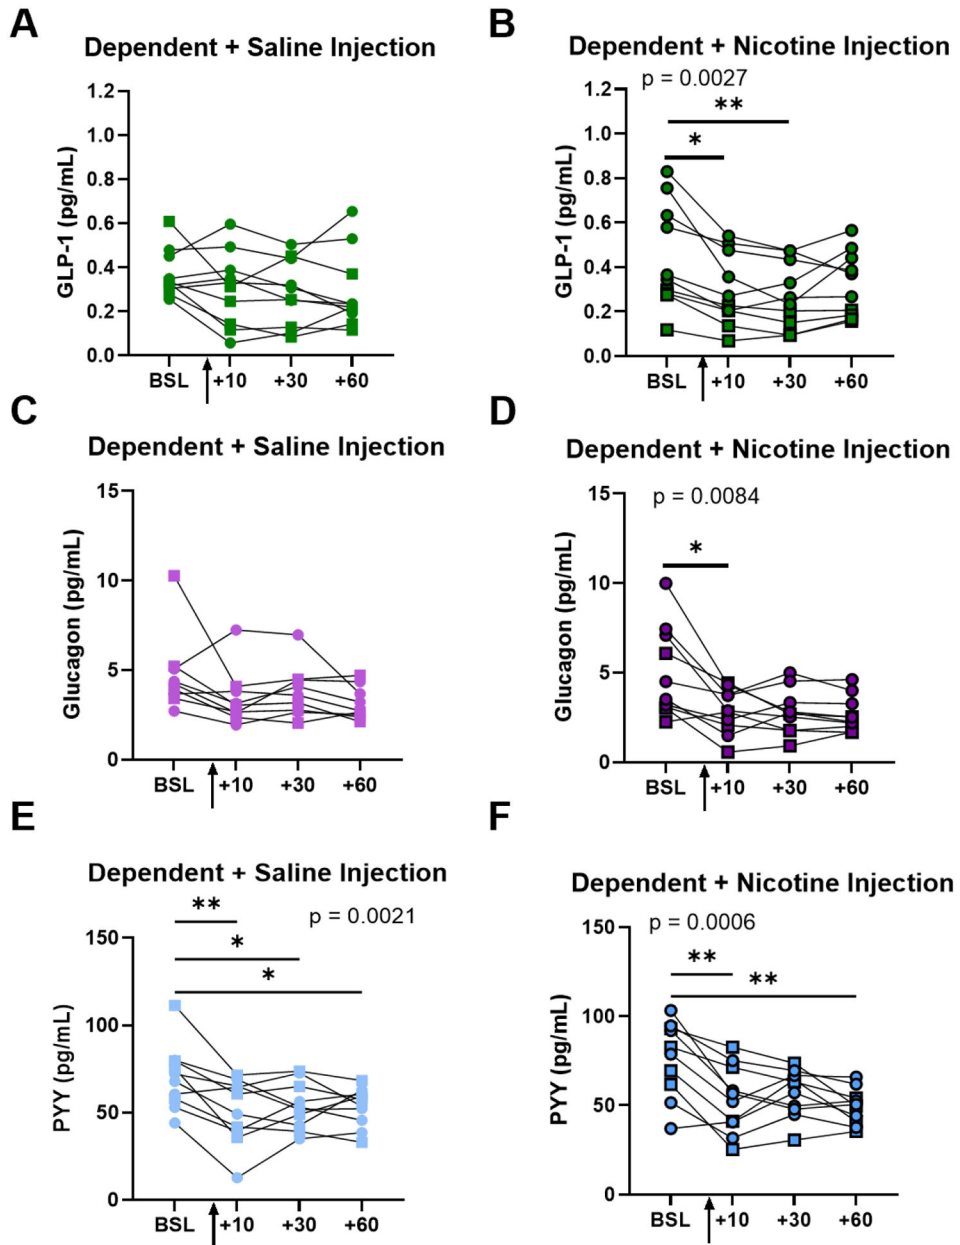 A
Dependent + Saline Injection
GLP-1 (pg/mL)
1.2
1.0
0.8
0.6
0.4
0.2
0.0
BSL +10 +30 +60
B
Dependent + Nicotine Injection
p = 0.0027
**
*
GLP-1 (pg/mL)
1.2
1.0
0.8
0.6
0.4
0.2
0.0
BSL +10 +30 +60
C
Dependent + Saline Injection
Glucagon (pg/mL)
15
10
5
0
BSL +10 +30 +60
D
Dependent + Nicotine Injection
p = 0.0084
*
Glucagon (pg/mL)
15
10
5
0
BSL +10 +30 +60
E
Dependent + Saline Injection
p = 0.0021
**
*
*
PYY (pg/mL)
150
100
50
0
BSL +10 +30 +60
F
Dependent + Nicotine Injection
p = 0.0006
**
**
PYY (pg/mL)
150
100
50
0
BSL +10 +30 +60